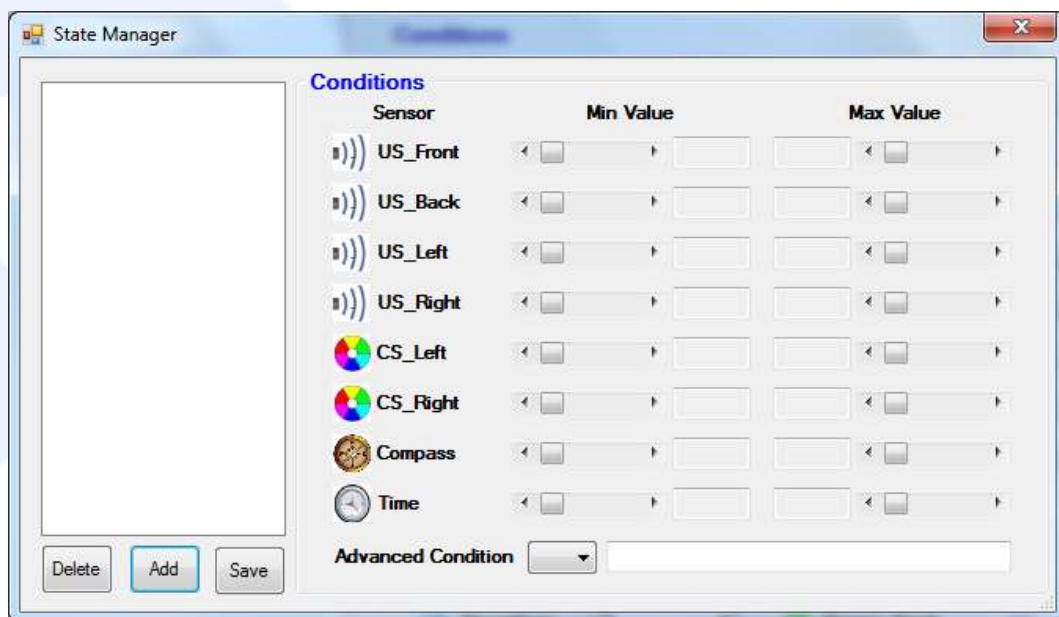 State Manager
Conditions
Sensor Min Value Max Value
US_Front
US_Back
US_Left
US_Right
CS_Left
CS_Right
Compass
Time
Advanced Condition
Delete Add Save